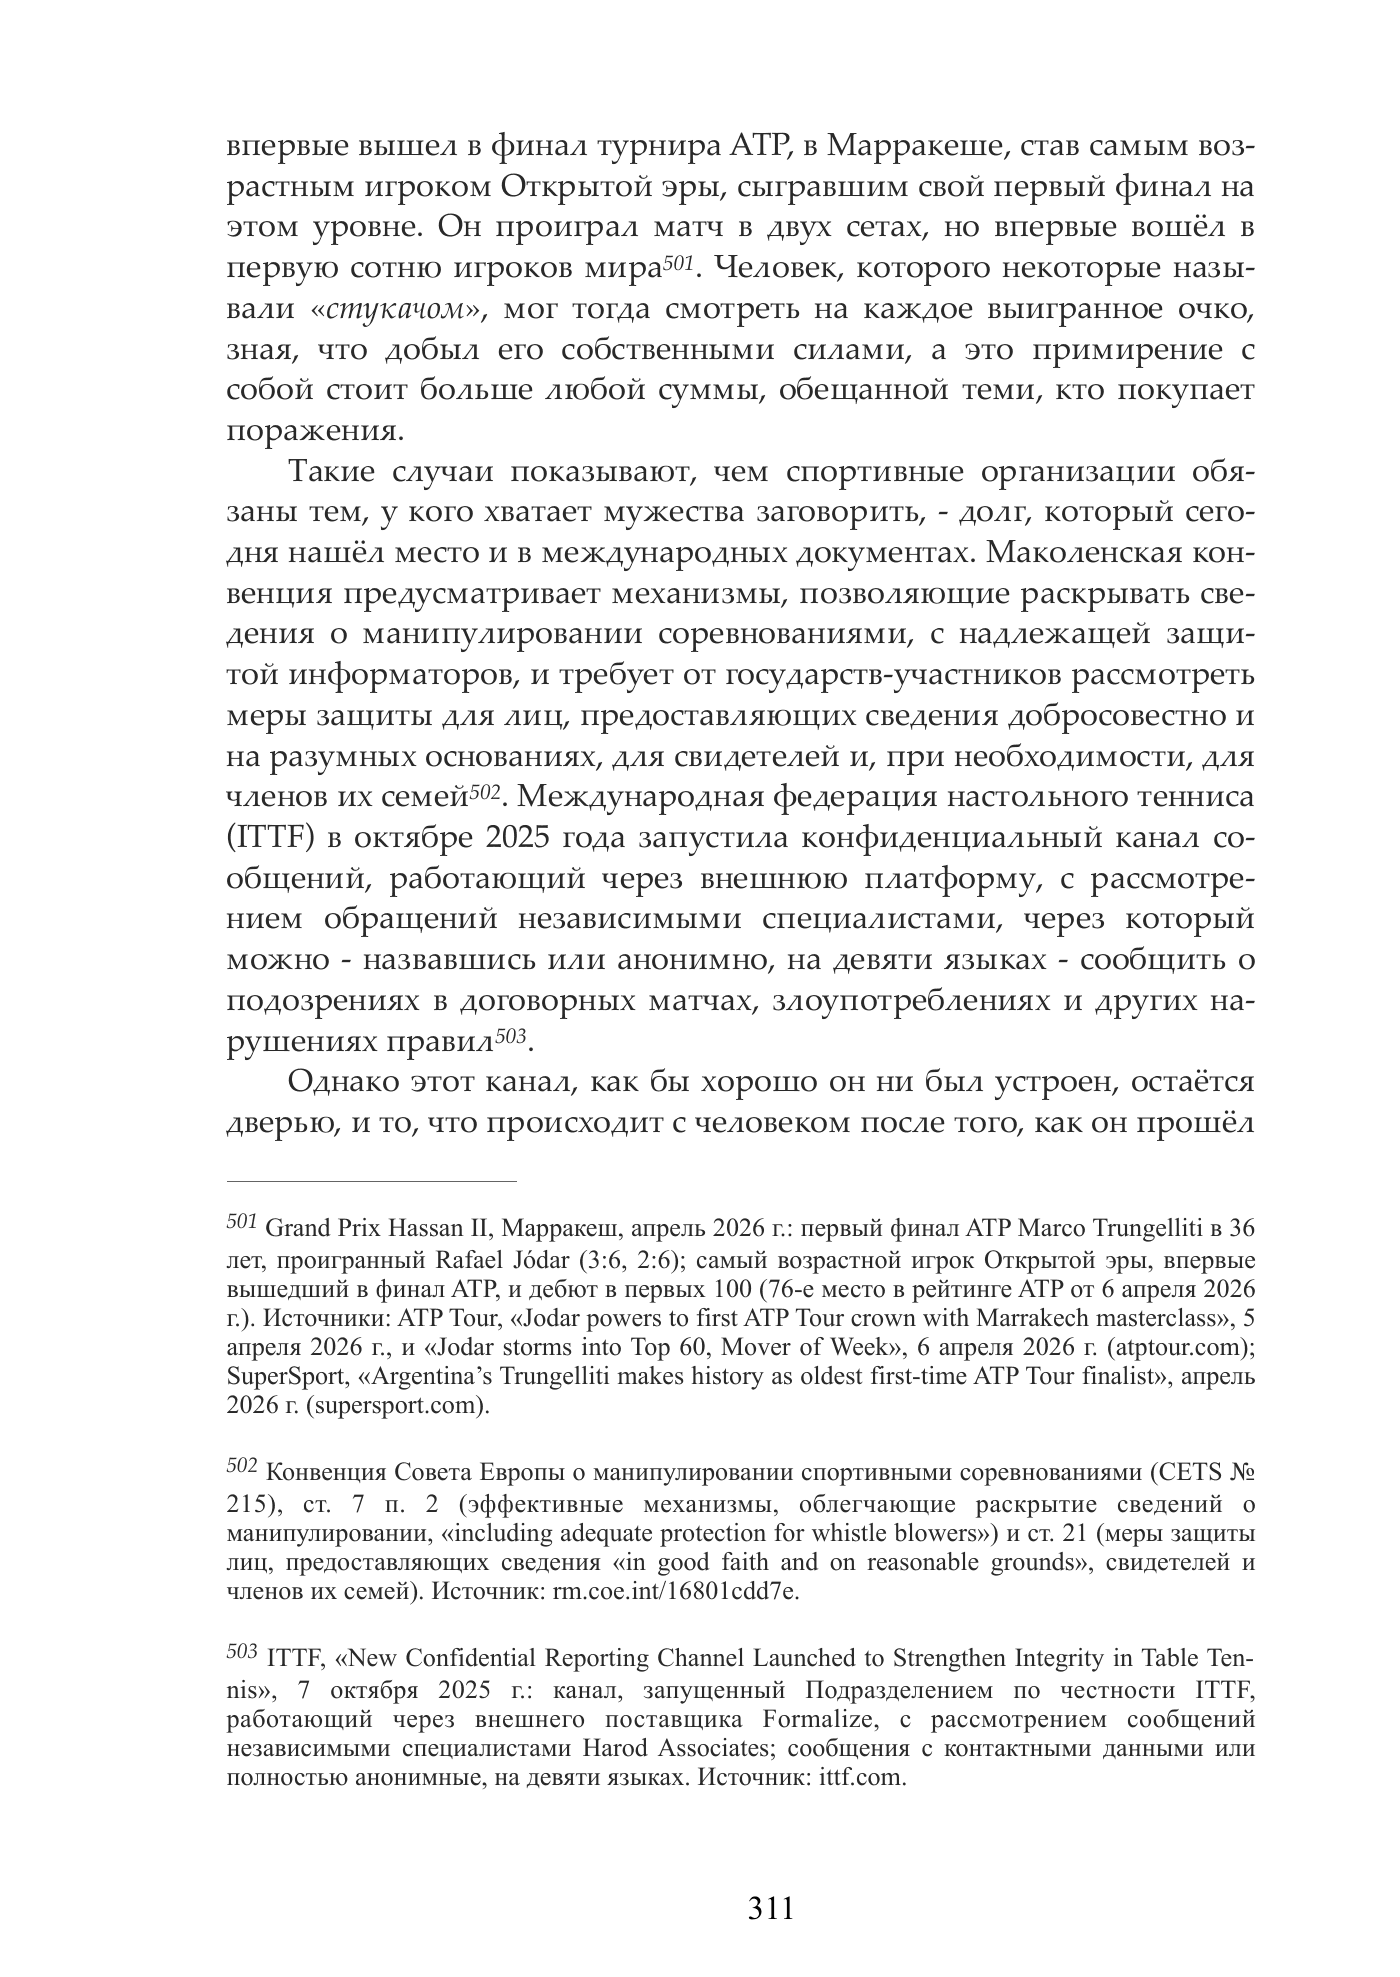 впервые вышел в финал турнира ATP, в Марракеше, став самым воз-
растным игроком Открытой эры, сыгравшим свой первый финал на
этом уровне. Он проиграл матч в двух сетах, но впервые вошёл в
первую сотню игроков мира501. Человек, которого некоторые назы-
вали «стукачом», мог тогда смотреть на каждое выигранное очко,
зная, что добыл его собственными силами, а это примирение с
собой стоит больше любой суммы, обещанной теми, кто покупает
поражения.
Такие случаи показывают, чем спортивные организации обя-
заны тем, у кого хватает мужества заговорить, - долг, который сего-
дня нашёл место и в международных документах. Маколенская кон-
венция предусматривает механизмы, позволяющие раскрывать све-
дения о манипулировании соревнованиями, с надлежащей защи-
той информаторов, и требует от государств-участников рассмотреть
меры защиты для лиц, предоставляющих сведения добросовестно и
на разумных основаниях, для свидетелей и, при необходимости, для
членов их семей502. Международная федерация настольного тенниса
(ITTF) в октябре 2025 года запустила конфиденциальный канал со-
общений, работающий через внешнюю платформу, с рассмотре-
нием обращений независимыми специалистами, через который
можно - назвавшись или анонимно, на девяти языках - сообщить о
подозрениях в договорных матчах, злоупотреблениях и других на-
рушениях правил503.
Однако этот канал, как бы хорошо он ни был устроен, остаётся
дверью, и то, что происходит с человеком после того, как он прошёл
501 Grand Prix Hassan II, Марракеш, апрель 2026 г.: первый финал ATP Marco Trungelliti в 36
лет, проигранный Rafael Jódar (3:6, 2:6); самый возрастной игрок Открытой эры, впервые
вышедший в финал ATP, и дебют в первых 100 (76-е место в рейтинге ATP от 6 апреля 2026
г.). Источники: ATP Tour, «Jodar powers to first ATP Tour crown with Marrakech masterclass», 5
апреля 2026 г., и «Jodar storms into Top 60, Mover of Week», 6 апреля 2026 г. (atptour.com);
SuperSport, «Argentina’s Trungelliti makes history as oldest first-time ATP Tour finalist», апрель
2026 г. (supersport.com).
502 Конвенция Совета Европы о манипулировании спортивными соревнованиями (CETS №
215), ст. 7 п. 2 (эффективные механизмы, облегчающие раскрытие сведений о
манипулировании, «including adequate protection for whistle blowers») и ст. 21 (меры защиты
лиц, предоставляющих сведения «in good faith and on reasonable grounds», свидетелей и
членов их семей). Источник: rm.coe.int/16801cdd7e.
503 ITTF, «New Confidential Reporting Channel Launched to Strengthen Integrity in Table Ten-
nis», 7 октября 2025 г.: канал, запущенный Подразделением по честности ITTF,
работающий через внешнего поставщика Formalize, с рассмотрением сообщений
независимыми специалистами Harod Associates; сообщения с контактными данными или
полностью анонимные, на девяти языках. Источник: ittf.com.
311